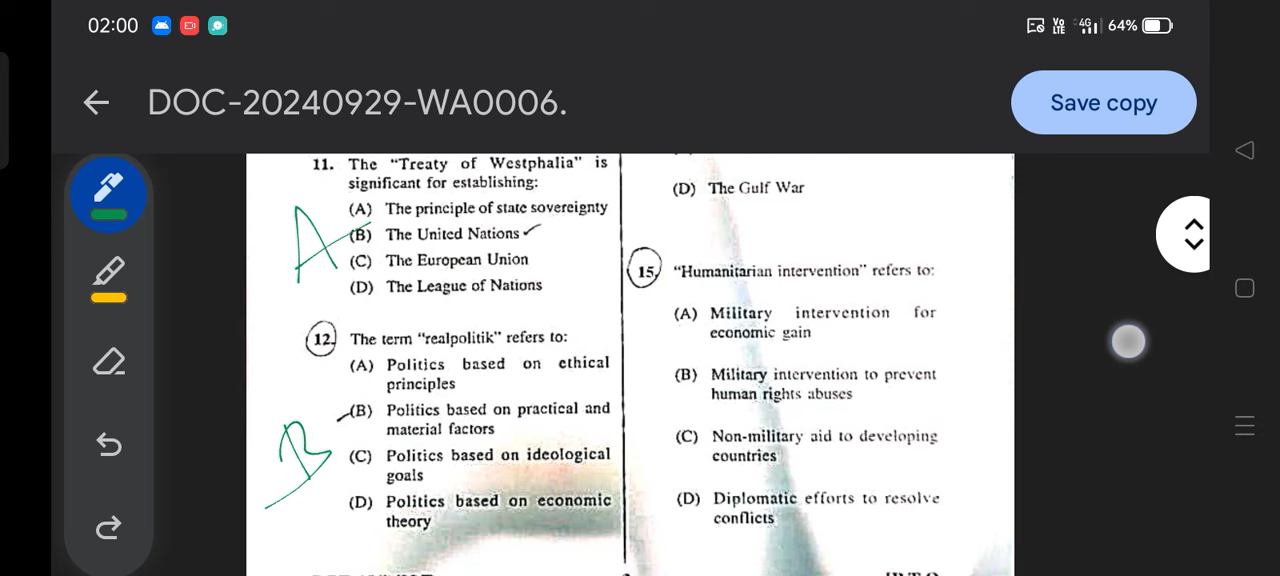 02:00
Vo LTE 4G 64%
DOC-20240929-WA0006.
Save copy
11. The "Treaty of Westphalia" is
significant for establishing:
(A) The principle of state sovereignty
(B) The United Nations
(C) The European Union
(D) The League of Nations
A
12. The term "realpolitik" refers to:
(A) Politics based on ethical
principles
(B) Politics based on practical and
material factors
(C) Politics based on ideological
goals
(D) Politics based on economic
theory
B
(D) The Gulf War
15. "Humanitarian intervention" refers to:
(A) Military intervention for
economic gain
(B) Military intervention to prevent
human rights abuses
(C) Non-military aid to developing
countries
(D) Diplomatic efforts to resolve
conflicts